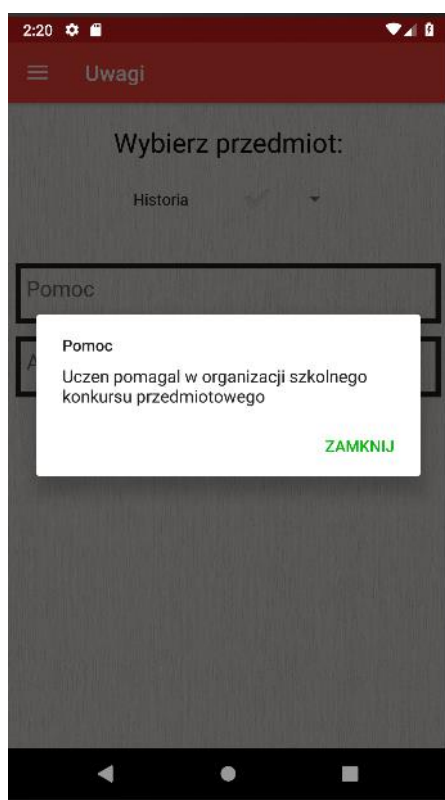 2:20
Uwagi
Wybierz przedmiot:
Historia
Pomoc
Pomoc
Uczen pomagal w organizacji szkolnego
konkursu przedmiotowego
ZAMKNIJ